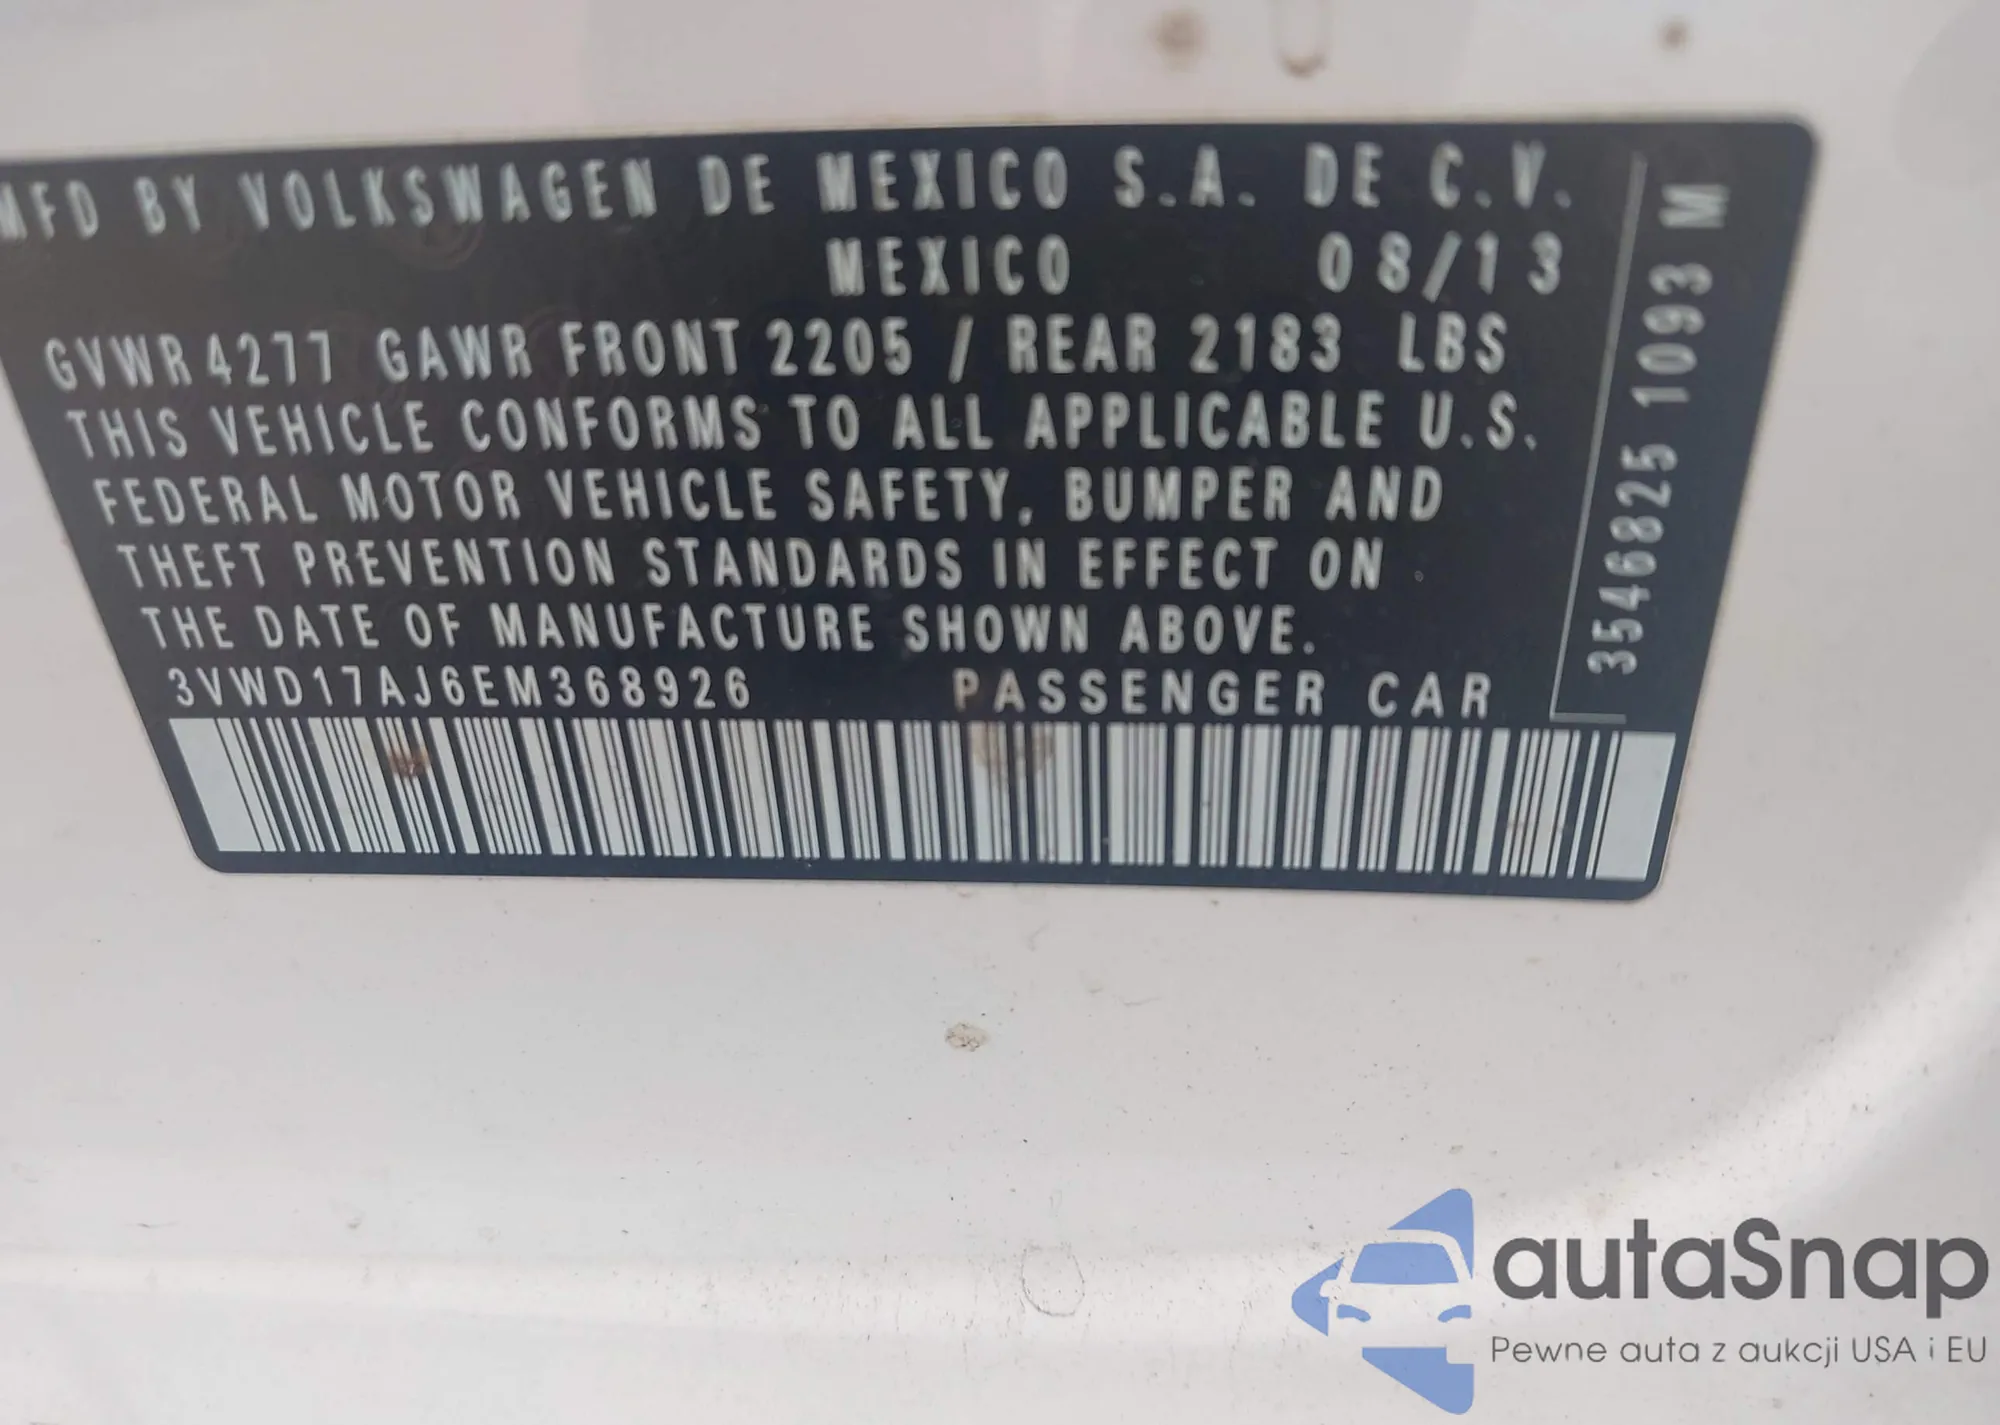 MFD BY VOLKSWAGEN DE MEXICO S.A. DE C.V.
MEXICO 08/13
GVWR 4277 GAWR FRONT 2205 / REAR 2183 LBS
THIS VEHICLE CONFORMS TO ALL APPLICABLE U.S.
FEDERAL MOTOR VEHICLE SAFETY, BUMPER AND
THEFT PREVENTION STANDARDS IN EFFECT ON
THE DATE OF MANUFACTURE SHOWN ABOVE.
3VWD17AJ6EM368926 PASSENGER CAR
3546825 1093 M
autaSnap
Pewne auta z aukcji USA i EU